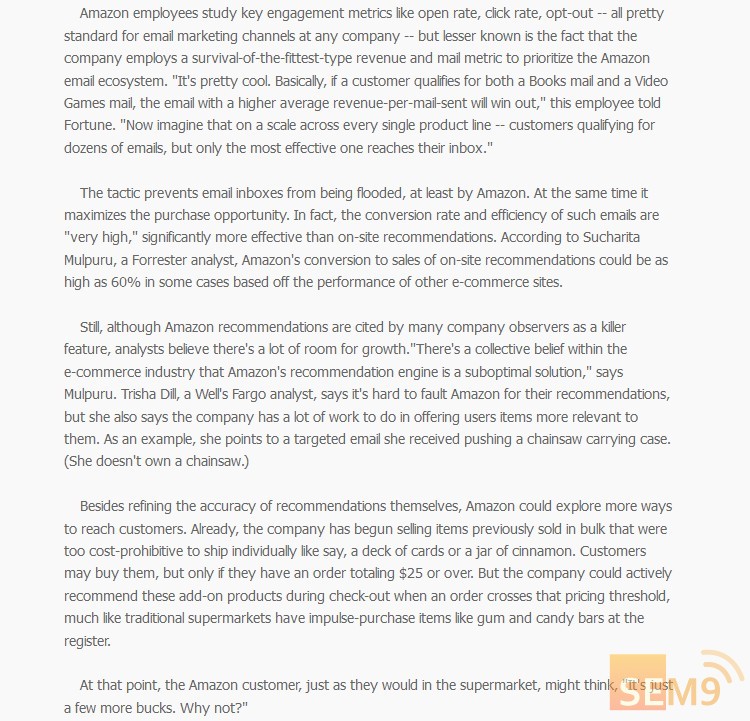 Amazon employees study key engagement metrics like open rate, click rate, opt-out -- all pretty
standard for email marketing channels at any company -- but lesser known is the fact that the
company employs a survival-of-the-fittest-type revenue and mail metric to prioritize the Amazon
email ecosystem. "It's pretty cool. Basically, if a customer qualifies for both a Books mail and a Video
Games mail, the email with a higher average revenue-per-mail-sent will win out," this employee told
Fortune. "Now imagine that on a scale across every single product line -- customers qualifying for
dozens of emails, but only the most effective one reaches their inbox."
The tactic prevents email inboxes from being flooded, at least by Amazon. At the same time it
maximizes the purchase opportunity. In fact, the conversion rate and efficiency of such emails are
"very high," significantly more effective than on-site recommendations. According to Sucharita
Mulpuru, a Forrester analyst, Amazon's conversion to sales of on-site recommendations could be as
high as 60% in some cases based off the performance of other e-commerce sites.
Still, although Amazon recommendations are cited by many company observers as a killer
feature, analysts believe there's a lot of room for growth."There's a collective belief within the
e-commerce industry that Amazon's recommendation engine is a suboptimal solution," says
Mulpuru. Trisha Dill, a Well's Fargo analyst, says it's hard to fault Amazon for their recommendations,
but she also says the company has a lot of work to do in offering users items more relevant to
them. As an example, she points to a targeted email she received pushing a chainsaw carrying case.
(She doesn't own a chainsaw.)
Besides refining the accuracy of recommendations themselves, Amazon could explore more ways
to reach customers. Already, the company has begun selling items previously sold in bulk that were
too cost-prohibitive to ship individually like say, a deck of cards or a jar of cinnamon. Customers
may buy them, but only if they have an order totaling $25 or over. But the company could actively
recommend these add-on products during check-out when an order crosses that pricing threshold,
much like traditional supermarkets have impulse-purchase items like gum and candy bars at the
register.
At that point, the Amazon customer, just as they would in the supermarket, might think, "it's just
a few more bucks. Why not?"
SEM9